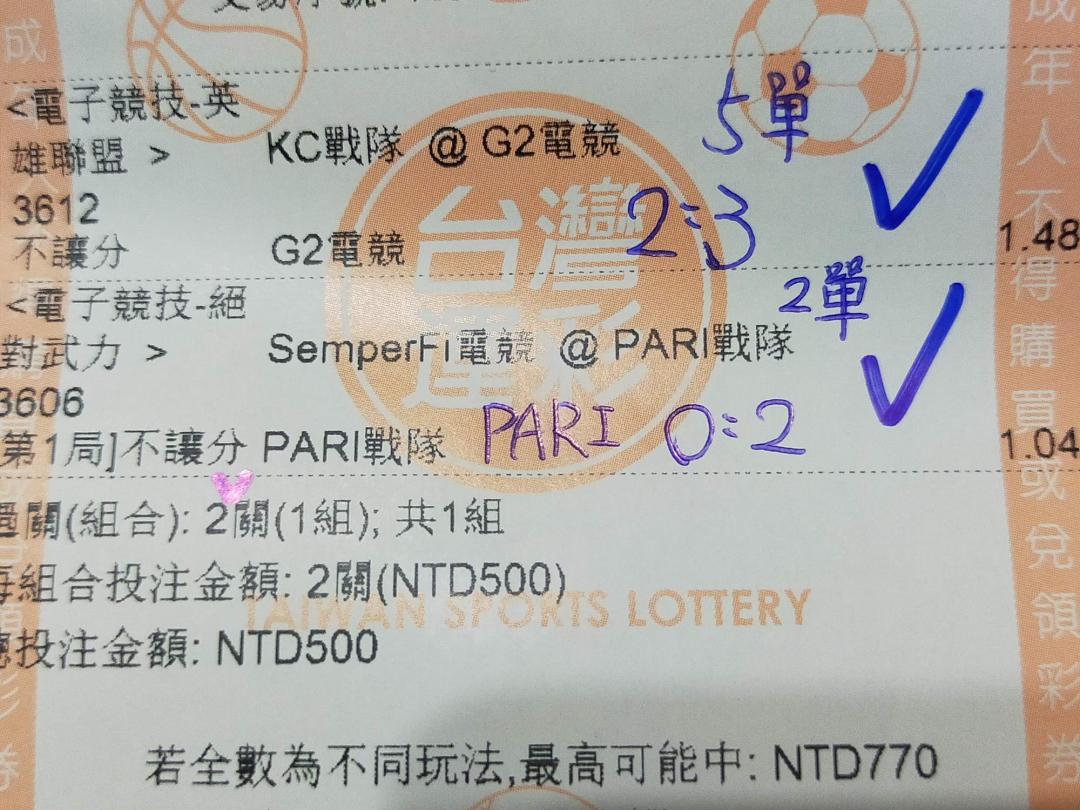 <電子競技-英
雄聯盟 > KC戰隊 @ G2電競 5單
3612 2:3
不讓分 G2電競 1.48
<電子競技-絕 2單
對武力 > SemperFi電競 @ PARI戰隊
3606
第1局]不讓分 PARI戰隊 PARI 0:2 1.04
過關(組合): 2關(1組); 共1組
每組合投注金額: 2關(NTD500)
總投注金額: NTD500
若全數為不同玩法,最高可能中: NTD770
台灣
運彩
TAIWAN SPORTS LOTTERY
成年人不得購買或兌領彩券